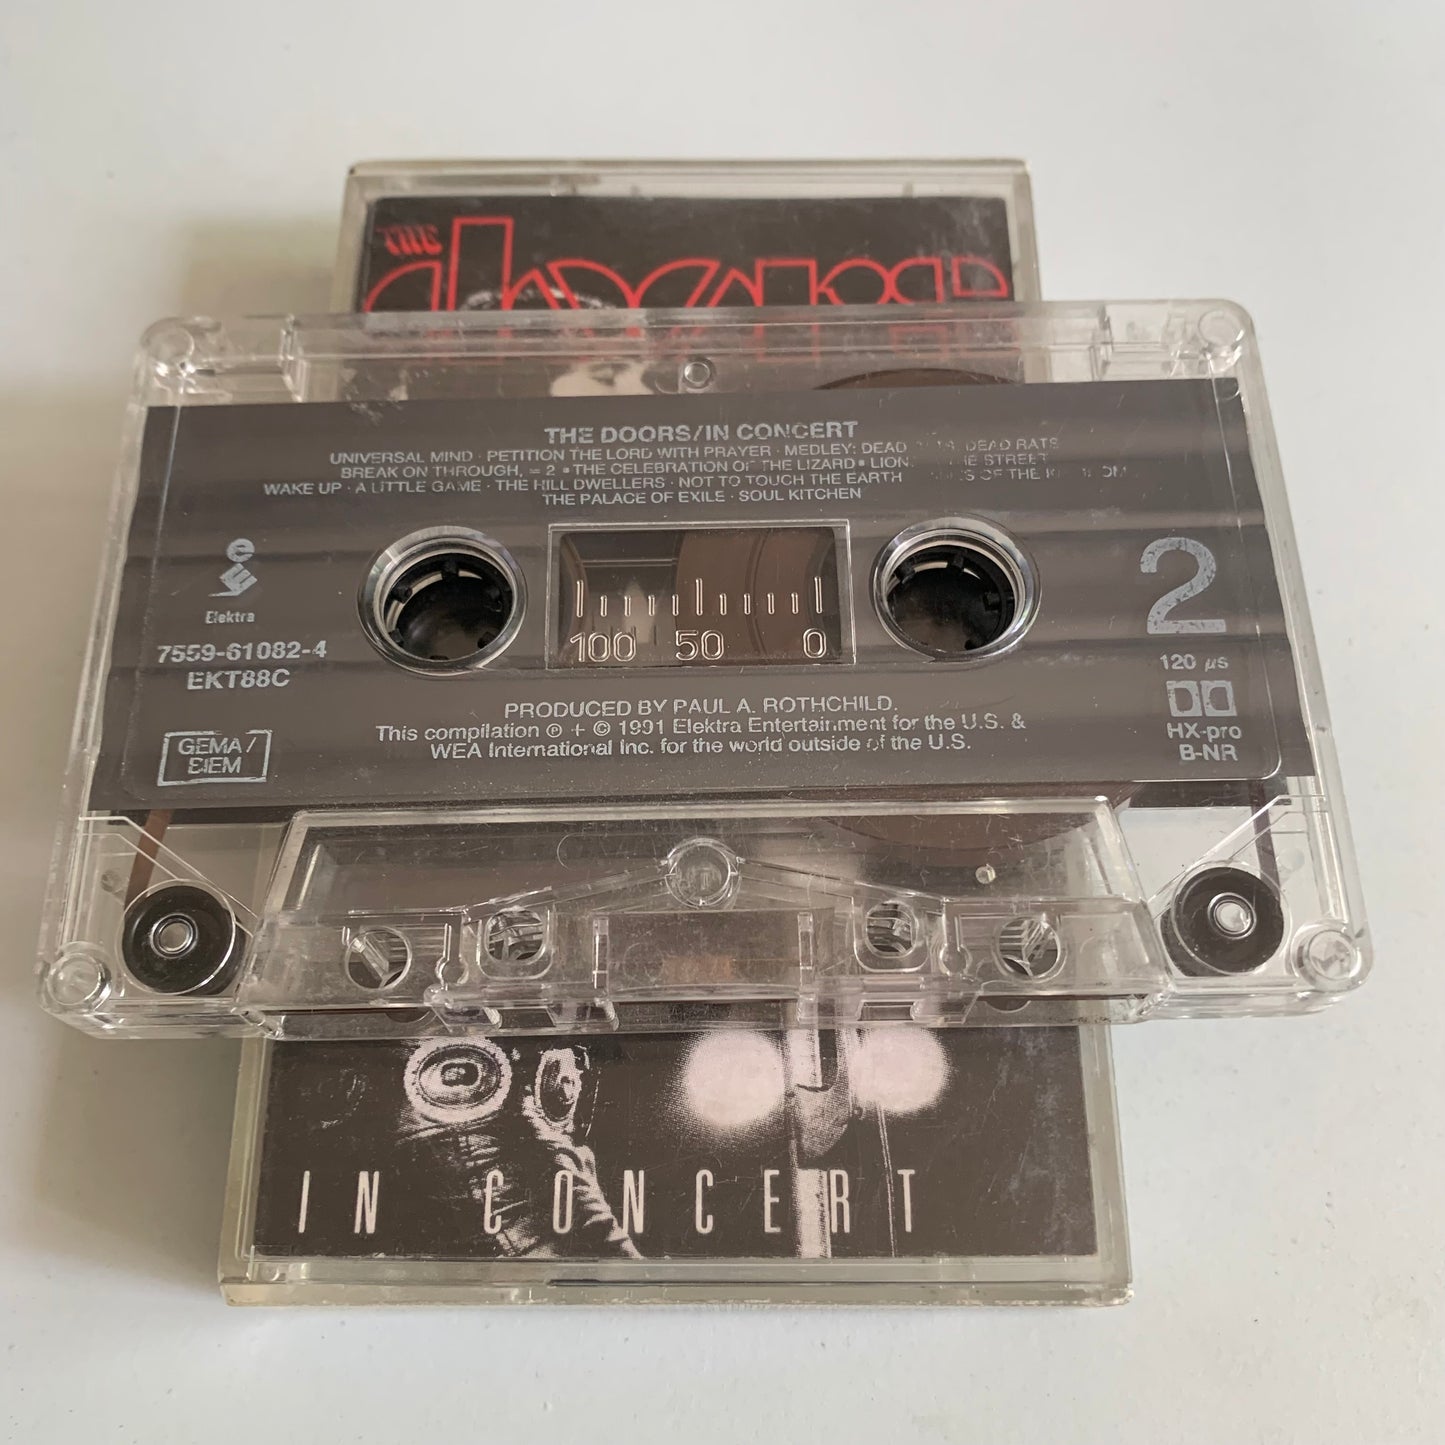 THE
doors
THE DOORS/IN CONCERT
UNIVERSAL MIND · PETITION THE LORD WITH PRAYER · MEDLEY: DEAD DEAD RATS
BREAK ON THROUGH, = 2 • THE CELEBRATION OF THE LIZARD • LION STREET
WAKE UP · A LITTLE GAME · THE HILL DWELLERS · NOT TO TOUCH THE EARTH OF THE
THE PALACE OF EXILE · SOUL KITCHEN
e
Elektra
7559-61082-4
EKT88C
GEMA/
BIEM
100 50 0
2
120 µs
HX-pro
B-NR
PRODUCED BY PAUL A. ROTHCHILD.
This compilation ℗ + © 1991 Elektra Entertainment for the U.S. &
WEA International Inc. for the world outside of the U.S.
IN CONCERT